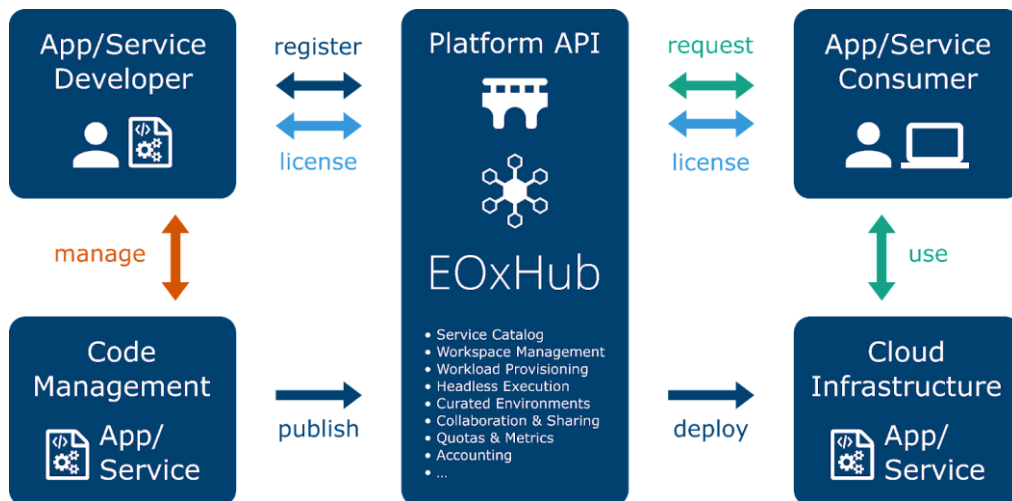 App/Service
Developer
</>
register
license
manage
Code
Management
</>
App/
Service
publish
Platform API
EOxHub
• Service Catalog
• Workspace Management
• Workload Provisioning
• Headless Execution
• Curated Environments
• Collaboration & Sharing
• Quotas & Metrics
• Accounting
• ...
request
license
App/Service
Consumer
use
deploy
Cloud
Infrastructure
</>
App/
Service